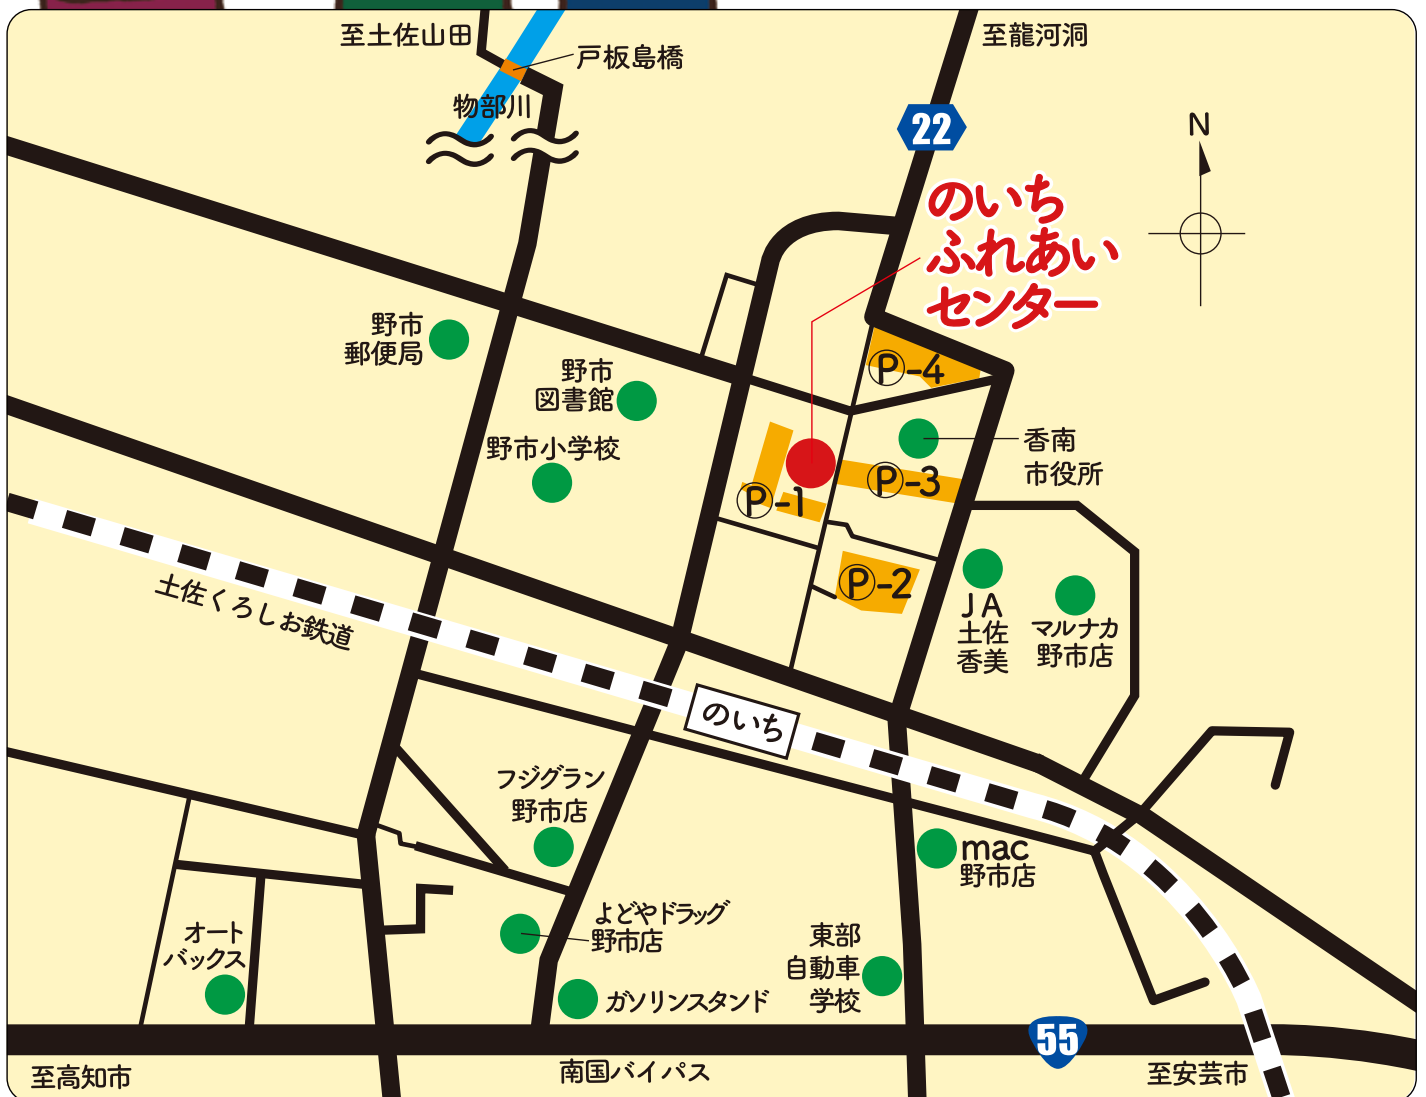 至土佐山田
戸板島橋
物部川
至龍河洞
22
N
のいち
ふれあい
センター
野市
郵便局
野市
図書館
野市小学校
P-4
香南
市役所
P-3
P-1
P-2
JA
土佐
香美
マルナカ
野市店
土佐くろしお鉄道
のいち
フジグラン
野市店
mac
野市店
よどやドラッグ
野市店
オート
バックス
東部
自動車
学校
ガソリンスタンド
55
至高知市
南国バイパス
至安芸市